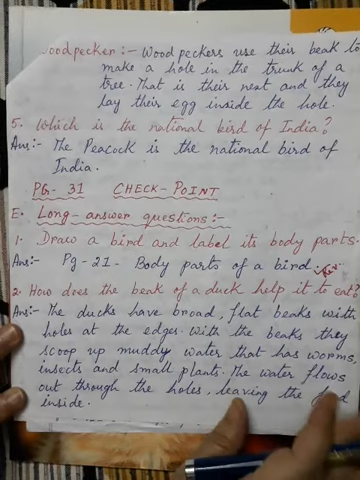 woodpecker :- Woodpeckers use their beak to
make a hole in the trunk of a
tree. That is their nest and they
lay their egg inside the hole.
5. Which is the national bird of India?
Ans:- The Peacock is the national bird of
India.
PG- 31 CHECK-POINT
E. Long-answer questions:-
1. Draw a bird and label its body parts.
Ans:- Pg-21- Body parts of a bird.
2. How does the beak of a duck help it to eat?
Ans:- The ducks have broad, flat beaks with
holes at the edges. With the beaks they
scoop up muddy water that has worms,
insects and small plants. The water flows
out through the holes, leaving the food
inside.